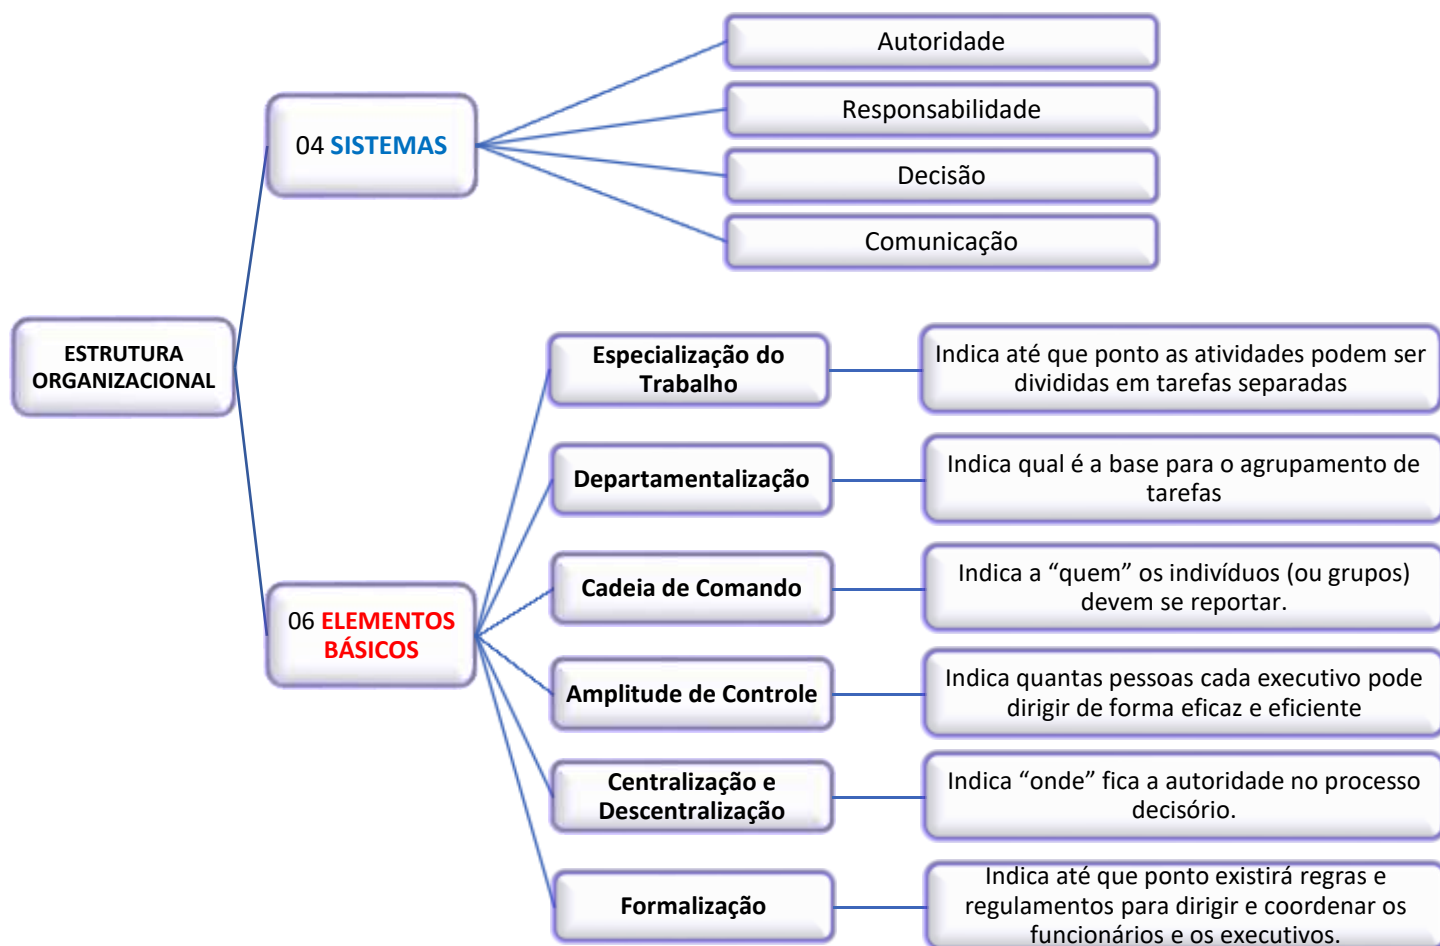 Autoridade
04 SISTEMAS
Responsabilidade
Decisão
Comunicação
ESTRUTURA
ORGANIZACIONAL
Especialização do
Trabalho
Indica até que ponto as atividades podem ser
divididas em tarefas separadas
Departamentalização
Indica qual é a base para o agrupamento de
tarefas
Cadeia de Comando
Indica a “quem” os indivíduos (ou grupos)
devem se reportar.
06 ELEMENTOS
BÁSICOS
Amplitude de Controle
Indica quantas pessoas cada executivo pode
dirigir de forma eficaz e eficiente
Centralização e
Descentralização
Indica “onde” fica a autoridade no processo
decisório.
Formalização
Indica até que ponto existirá regras e
regulamentos para dirigir e coordenar os
funcionários e os executivos.